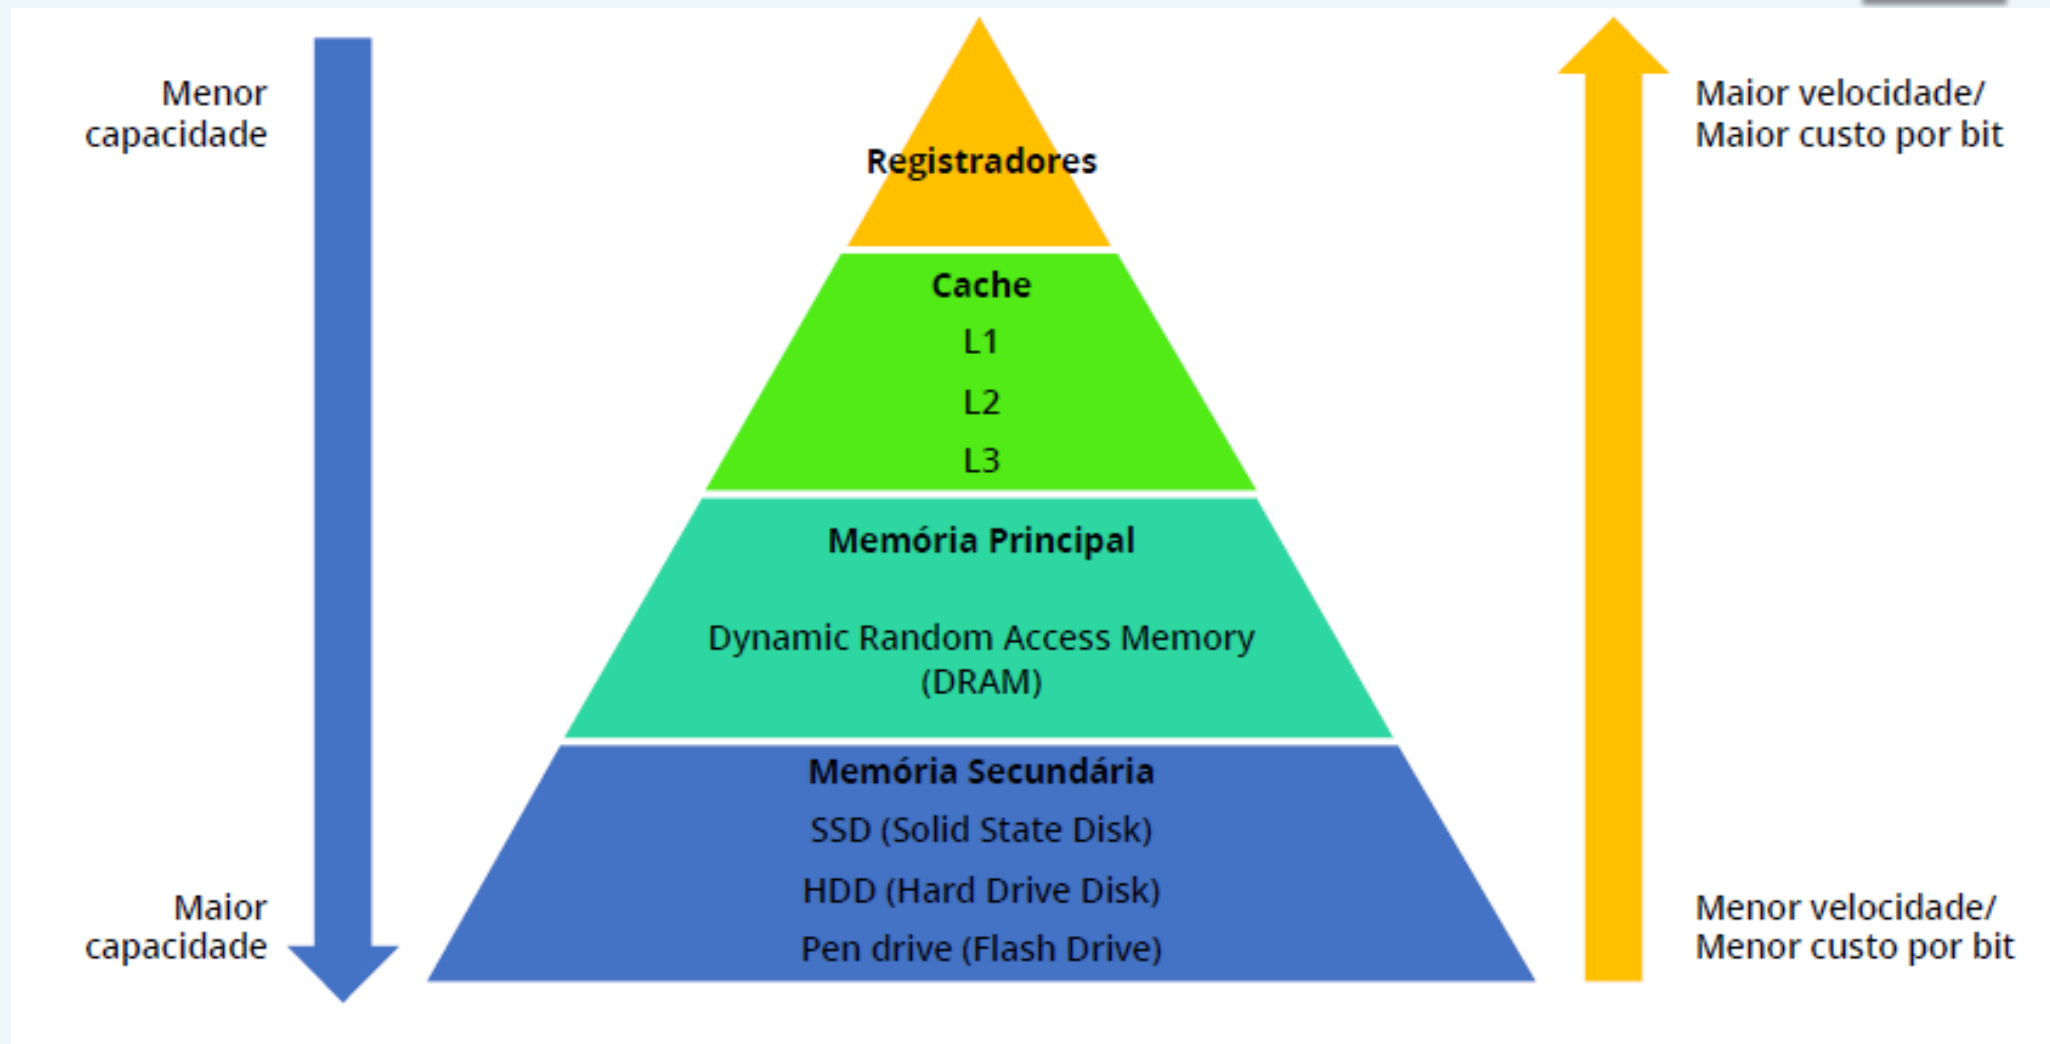 Menor
capacidade
Maior
capacidade
Registradores
Cache
L1
L2
L3
Memória Principal
Dynamic Random Access Memory
(DRAM)
Memória Secundária
SSD (Solid State Disk)
HDD (Hard Drive Disk)
Pen drive (Flash Drive)
Maior velocidade/
Maior custo por bit
Menor velocidade/
Menor custo por bit